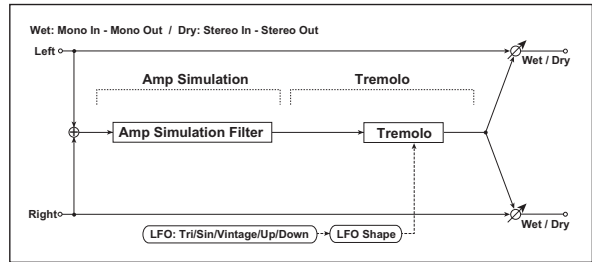 Wet: Mono In - Mono Out / Dry: Stereo In - Stereo Out
Left
Wet / Dry
Amp Simulation
Tremolo
Amp Simulation Filter
Tremolo
Right
Wet / Dry
LFO: Tri/Sin/Vintage/Up/Down
LFO Shape